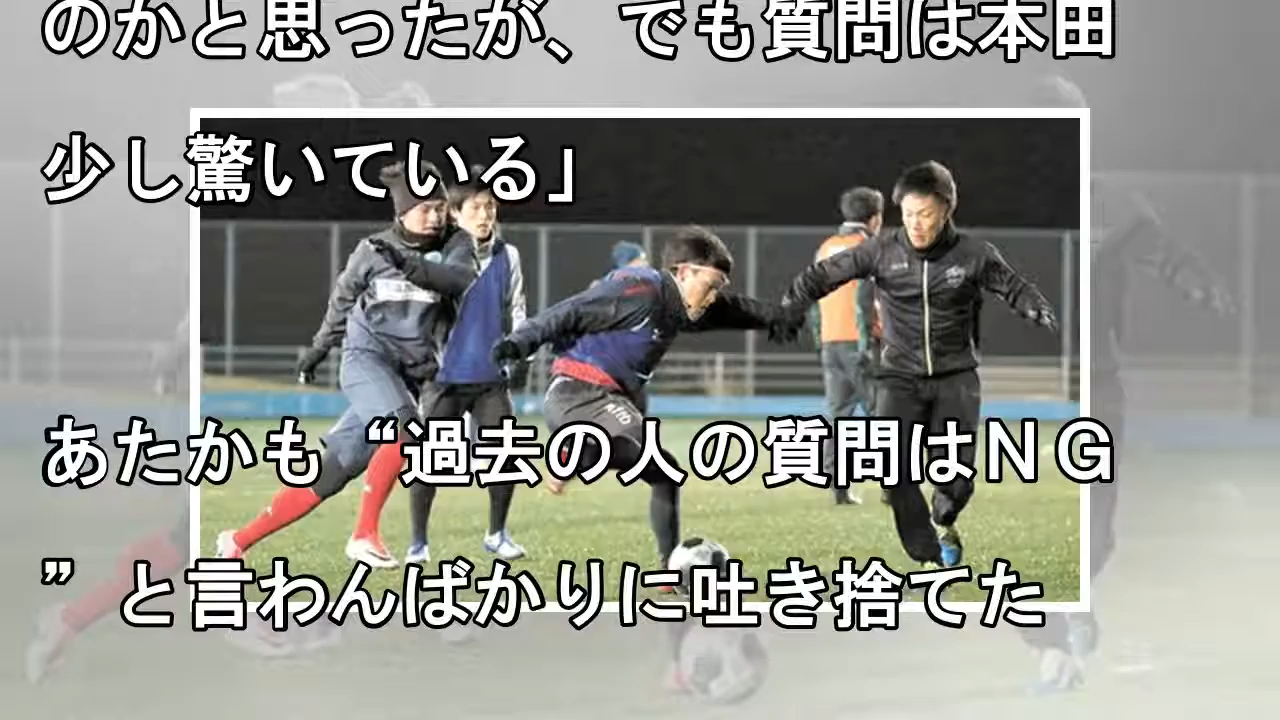 のかと思ったが、でも質問は本田
少し驚いている」
あたかも“過去の人の質問はＮＧ
”と言わんばかりに吐き捨てた